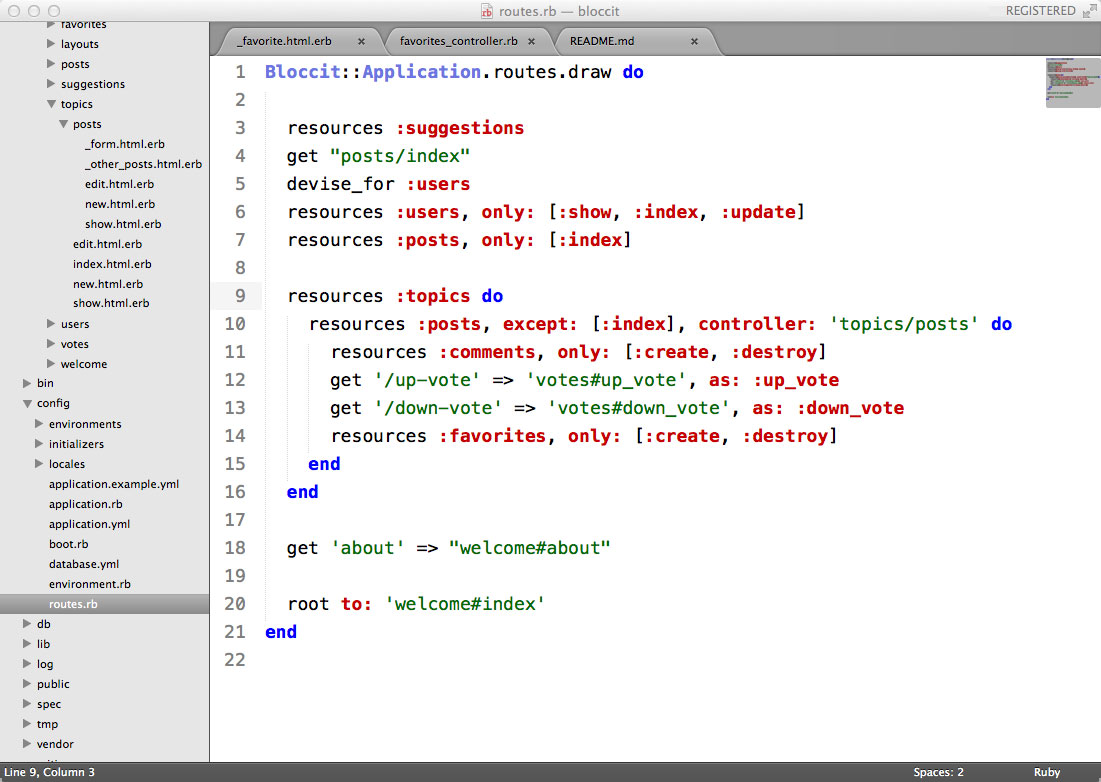 routes.rb — bloccit
REGISTERED
favorites
layouts
posts
suggestions
topics
posts
_form.html.erb
_other_posts.html.erb
edit.html.erb
new.html.erb
show.html.erb
edit.html.erb
index.html.erb
new.html.erb
show.html.erb
users
votes
welcome
bin
config
environments
initializers
locales
application.example.yml
application.rb
application.yml
boot.rb
database.yml
environment.rb
routes.rb
db
lib
log
public
spec
tmp
vendor
_favorite.html.erb × favorites_controller.rb × README.md ×
1 Bloccit::Application.routes.draw do
2
3 resources :suggestions
4 get "posts/index"
5 devise_for :users
6 resources :users, only: [:show, :index, :update]
7 resources :posts, only: [:index]
8
9 resources :topics do
10 resources :posts, except: [:index], controller: 'topics/posts' do
11 resources :comments, only: [:create, :destroy]
12 get '/up-vote' => 'votes#up_vote', as: :up_vote
13 get '/down-vote' => 'votes#down_vote', as: :down_vote
14 resources :favorites, only: [:create, :destroy]
15 end
16 end
17
18 get 'about' => "welcome#about"
19
20 root to: 'welcome#index'
21 end
22
Line 9, Column 3
Spaces: 2
Ruby